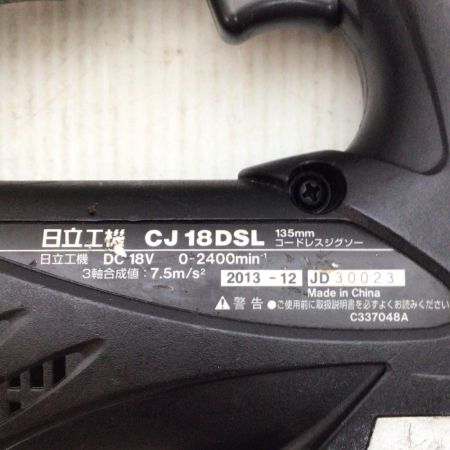 日立工機 CJ 18DSL 135mm コードレスジグソー
日立工機 DC 18V 0-2400min⁻¹
3軸合成値: 7.5m/s² 2013 -12 JD 30023
Made in China
⚠警告 ●ご使用前に取扱説明書を必ずよくお読みください。
C337048A